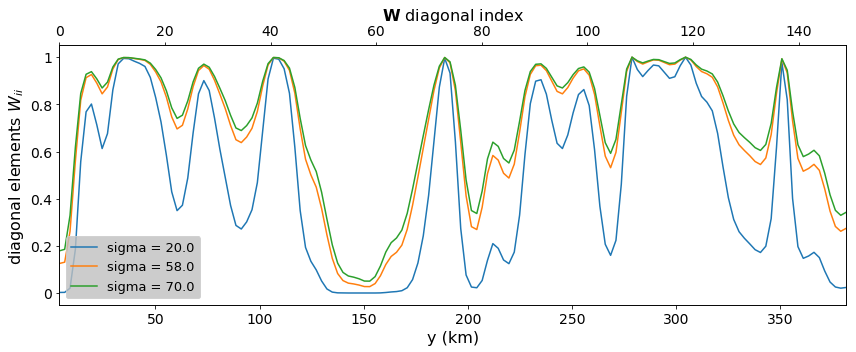 W diagonal index
0 20 40 60 80 100 120 140
diagonal elements W_ii
1
0.8
0.6
0.4
0.2
0
sigma = 20.0
sigma = 58.0
sigma = 70.0
50 100 150 200 250 300 350
y (km)